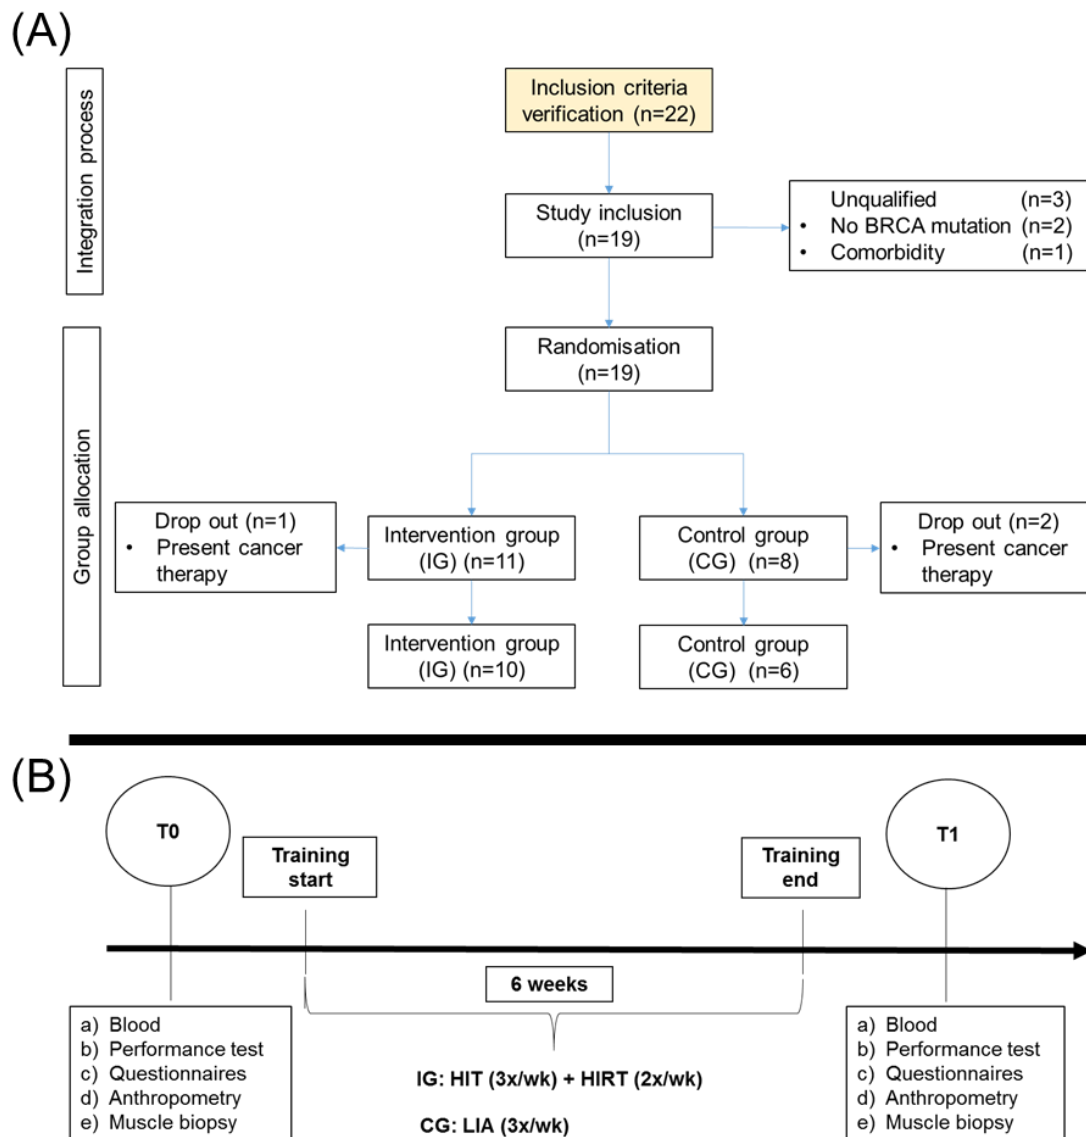 (A)
Integration process
Inclusion criteria
verification (n=22)
Study inclusion
(n=19)
Unqualified (n=3)
• No BRCA mutation (n=2)
• Comorbidity (n=1)
Group allocation
Randomisation
(n=19)
Drop out (n=1)
• Present cancer
therapy
Intervention group
(IG) (n=11)
Control group
(CG) (n=8)
Drop out (n=2)
• Present cancer
therapy
Intervention group
(IG) (n=10)
Control group
(CG) (n=6)
(B)
T0
Training
start
Training
end
T1
6 weeks
a) Blood
b) Performance test
c) Questionnaires
d) Anthropometry
e) Muscle biopsy
IG: HIT (3x/wk) + HIRT (2x/wk)
CG: LIA (3x/wk)
a) Blood
b) Performance test
c) Questionnaires
d) Anthropometry
e) Muscle biopsy